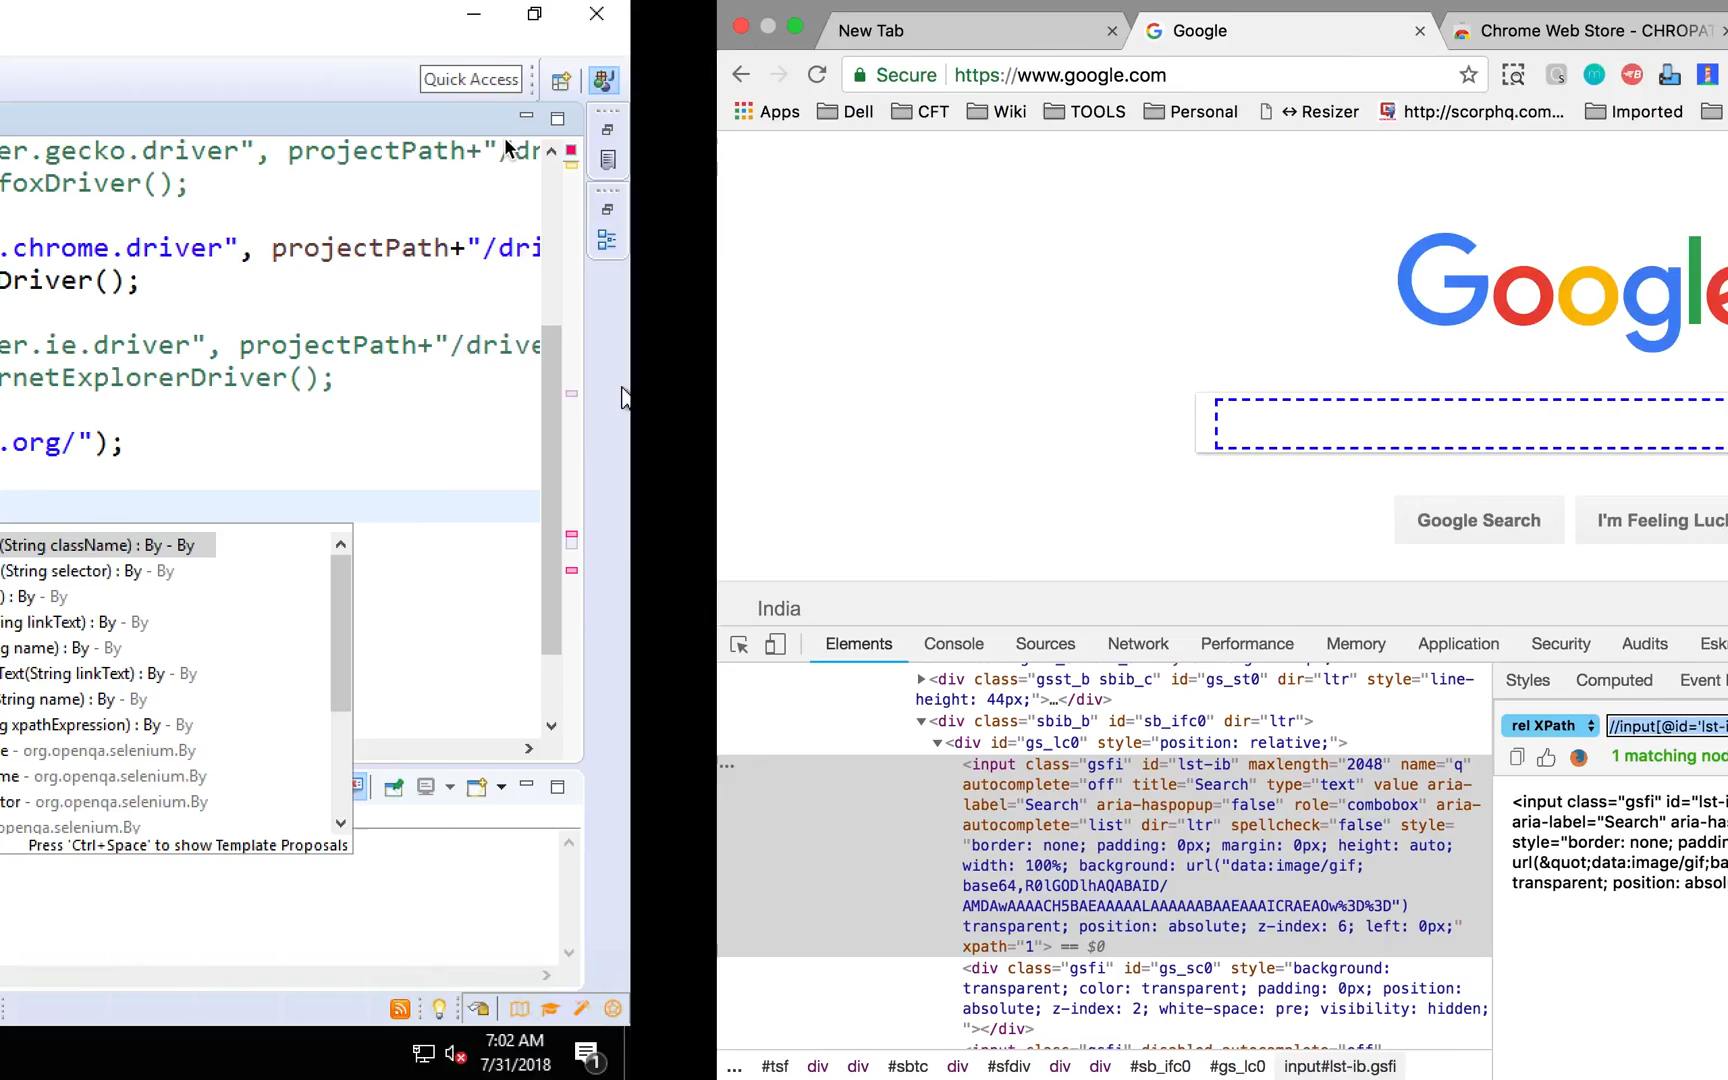 Quick Access
er.gecko.driver", projectPath+"/dr
foxDriver();
.chrome.driver", projectPath+"/dri
Driver();
er.ie.driver", projectPath+"/drive
rnetExplorerDriver();
.org/");
(String className) : By - By
(String selector) : By - By
) : By - By
ing linkText) : By - By
g name) : By - By
Text(String linkText) : By - By
String name) : By - By
g xpathExpression) : By - By
e - org.openqa.selenium.By
me - org.openqa.selenium.By
tor - org.openqa.selenium.By
openqa.selenium.By
Press 'Ctrl+Space' to show Template Proposals
7:02 AM
7/31/2018
1
New Tab
Google
Chrome Web Store - CHROPAT
Secure
https://www.google.com
Apps
Dell
CFT
Wiki
TOOLS
Personal
↔ Resizer
http://scorphq.com...
Imported
Google
Google Search
I'm Feeling Luc
India
Elements
Console
Sources
Network
Performance
Memory
Application
Security
Audits
Esk
▶<div class="gsst_b sbib_c" id="gs_st0" dir="ltr" style="line-
height: 44px;">…</div>
▼<div class="sbib_b" id="sb_ifc0" dir="ltr">
▼<div id="gs_lc0" style="position: relative;">
<input class="gsfi" id="lst-ib" maxlength="2048" name="q"
autocomplete="off" title="Search" type="text" value aria-
label="Search" aria-haspopup="false" role="combobox" aria-
autocomplete="list" dir="ltr" spellcheck="false" style=
"border: none; padding: 0px; margin: 0px; height: auto;
width: 100%; background: url("data:image/gif;
base64,R0lGODlhAQABAID/
AMDAwAAAACH5BAEAAAAALAAAAAABAAEAAAICRAEAOw%3D%3D")
transparent; position: absolute; z-index: 6; left: 0px;"
xpath="1"> == $0
<div class="gsfi" id="gs_sc0" style="background:
transparent; color: transparent; padding: 0px; position:
absolute; z-index: 2; white-space: pre; visibility: hidden;
"></div>
<input class="gsfi" disabled autocomplete="off"
... #tsf div div #sbtc div #sfdiv div div #sb_ifc0 #gs_lc0 input#lst-ib.gsfi
Styles
Computed
Event
rel XPath
//input[@id='lst-i
1 matching nod
<input class="gsfi" id="lst-i
aria-label="Search" aria-ha
style="border: none; paddin
url(&quot;data:image/gif;ba
transparent; position: absol